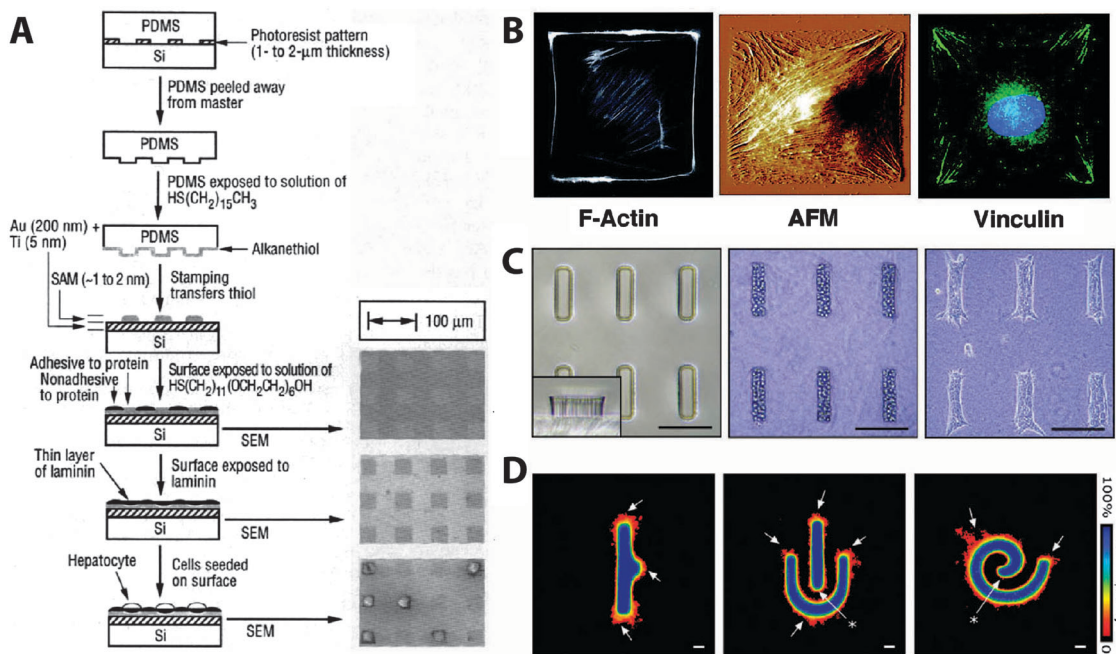 A
PDMS
Si
Photoresist pattern
(1- to 2-µm thickness)
PDMS peeled away
from master
PDMS
PDMS exposed to solution of
HS(CH2)15CH3
Au (200 nm) +
Ti (5 nm)
PDMS
Alkanethiol
SAM (~1 to 2 nm)
Stamping
transfers thiol
Si
100 µm
Adhesive to protein
Nonadhesive
to protein
Surface exposed to solution of
HS(CH2)11(OCH2CH2)6OH
Si
SEM
Thin layer
of laminin
Surface exposed to
laminin
Si
SEM
Hepatocyte
Cells seeded
on surface
Si
SEM
B
F-Actin
AFM
Vinculin
C
D
*
*
100%
0